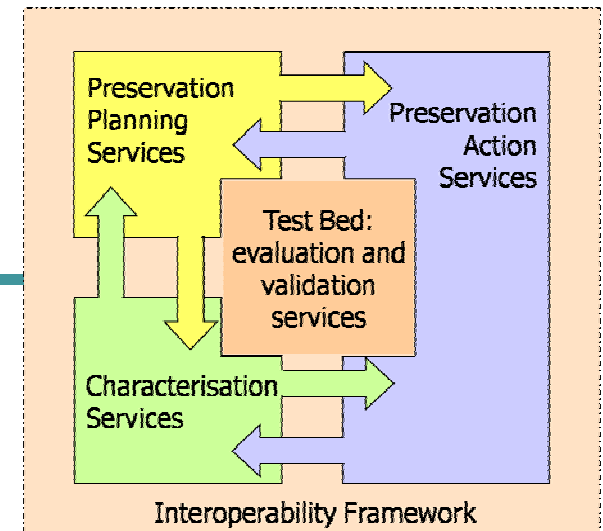 Preservation
Planning
Services
Preservation
Action
Services
Test Bed:
evaluation and
validation
services
Characterisation
Services
Interoperability Framework